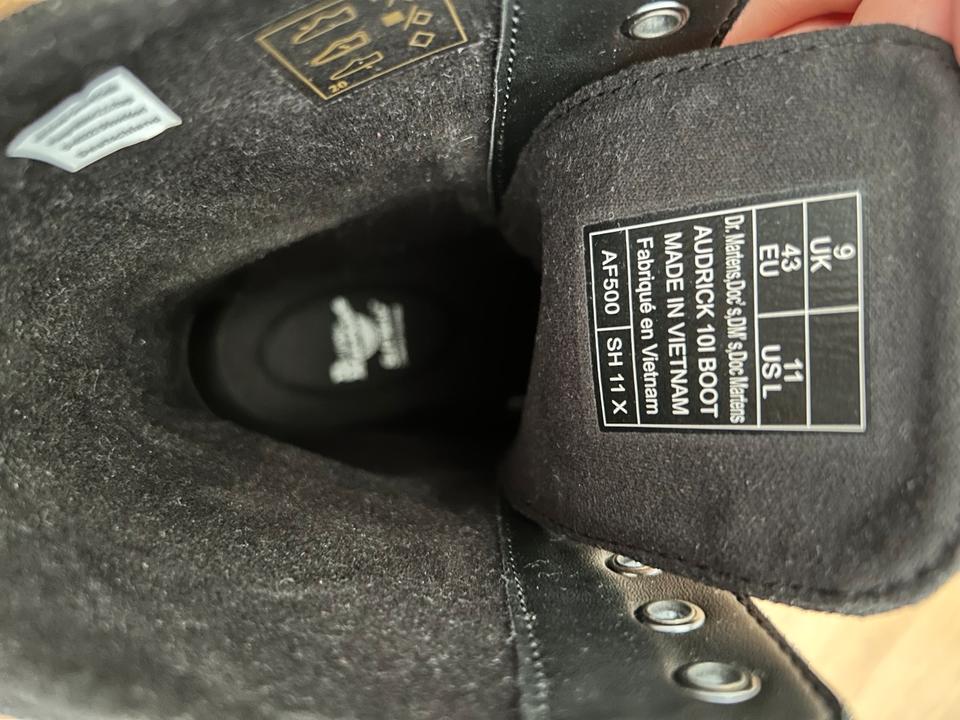 9
UK
43
EU
11
US L
Dr. Martens,Doc' s,DM' s,Doc Martens
AUDRICK 10I BOOT
MADE IN VIETNAM
Fabriqué en Vietnam
AF500
SH 11 X
20